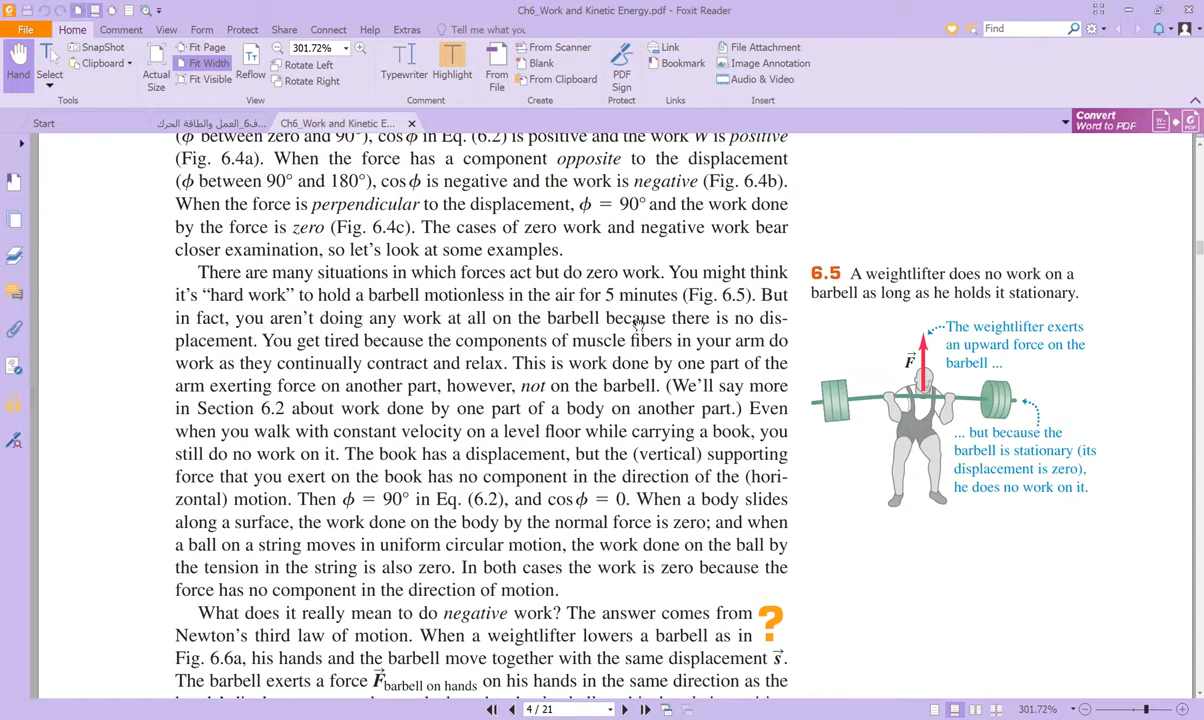 Ch6_Work and Kinetic Energy.pdf - Foxit Reader
File
Home
Comment
View
Form
Protect
Share
Connect
Help
Extras
Tell me what you
Find
Hand
Select
SnapShot
Clipboard
Actual
Size
Fit Page
Fit Width
Fit Visible
Reflow
301.72%
Rotate Left
Rotate Right
Typewriter
Highlight
From
File
From Scanner
Blank
From Clipboard
PDF
Sign
Link
Bookmark
File Attachment
Image Annotation
Audio & Video
Tools
View
Comment
Create
Protect
Links
Insert
Start
ف6_العمل والطاقة الحرك
Ch6_Work and Kinetic E...
Convert
Word to PDF
(ϕ between zero and 90°), cos ϕ in Eq. (6.2) is positive and the work W is positive
(Fig. 6.4a). When the force has a component opposite to the displacement
(ϕ between 90° and 180°), cos ϕ is negative and the work is negative (Fig. 6.4b).
When the force is perpendicular to the displacement, ϕ = 90° and the work done
by the force is zero (Fig. 6.4c). The cases of zero work and negative work bear
closer examination, so let's look at some examples.
There are many situations in which forces act but do zero work. You might think
it's “hard work” to hold a barbell motionless in the air for 5 minutes (Fig. 6.5). But
in fact, you aren't doing any work at all on the barbell because there is no dis-
placement. You get tired because the components of muscle fibers in your arm do
work as they continually contract and relax. This is work done by one part of the
arm exerting force on another part, however, not on the barbell. (We'll say more
in Section 6.2 about work done by one part of a body on another part.) Even
when you walk with constant velocity on a level floor while carrying a book, you
still do no work on it. The book has a displacement, but the (vertical) supporting
force that you exert on the book has no component in the direction of the (hori-
zontal) motion. Then ϕ = 90° in Eq. (6.2), and cos ϕ = 0. When a body slides
along a surface, the work done on the body by the normal force is zero; and when
a ball on a string moves in uniform circular motion, the work done on the ball by
the tension in the string is also zero. In both cases the work is zero because the
force has no component in the direction of motion.
What does it really mean to do negative work? The answer comes from
Newton's third law of motion. When a weightlifter lowers a barbell as in
Fig. 6.6a, his hands and the barbell move together with the same displacement s⃗.
The barbell exerts a force F⃗barbell on hands on his hands in the same direction as the
?
6.5 A weightlifter does no work on a
barbell as long as he holds it stationary.
The weightlifter exerts
an upward force on the
barbell ...
F⃗
... but because the
barbell is stationary (its
displacement is zero),
he does no work on it.
4 / 21
301.72%